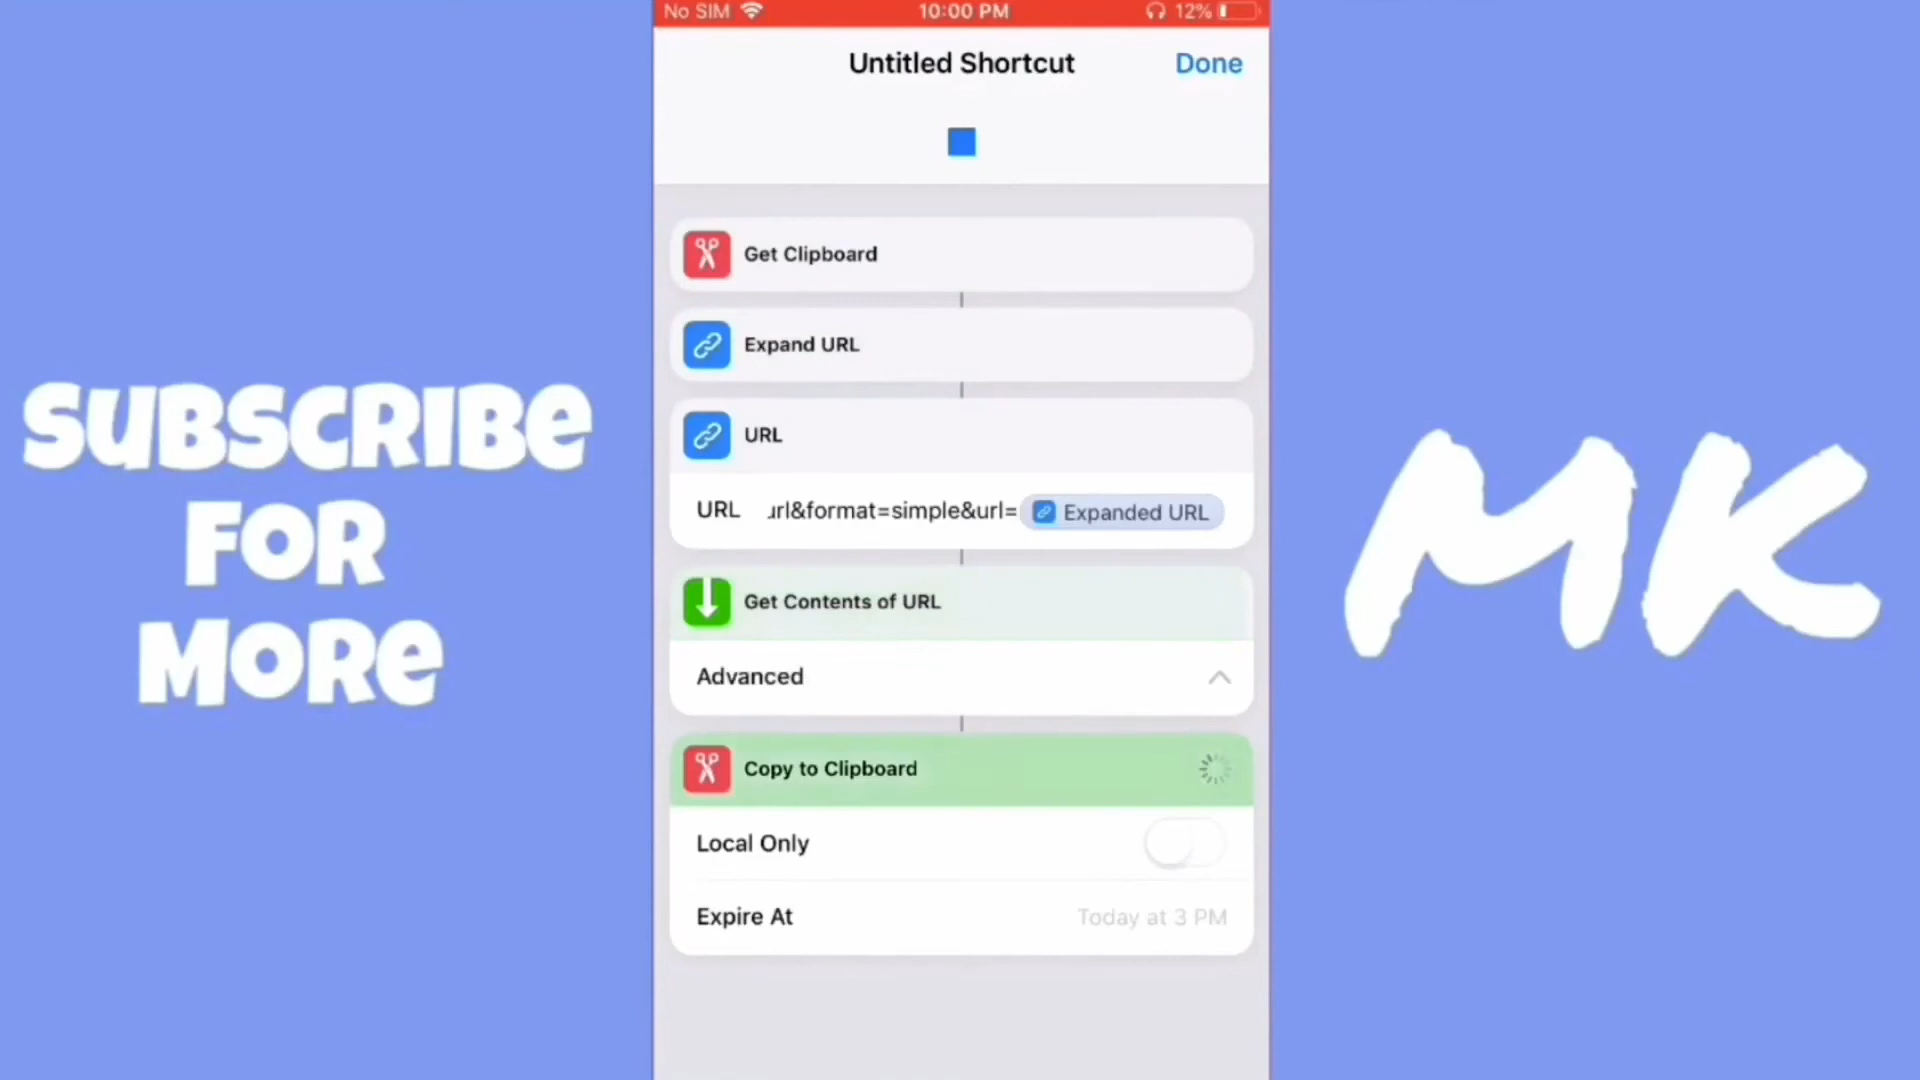 No SIM 10:00 PM 12%
Untitled Shortcut Done
Get Clipboard
Expand URL
URL
URL url&format=simple&url= Expanded URL
Get Contents of URL
Advanced
Copy to Clipboard
Local Only
Expire At Today at 3 PM
SUBSCRIBe
FOR
MORe
MK